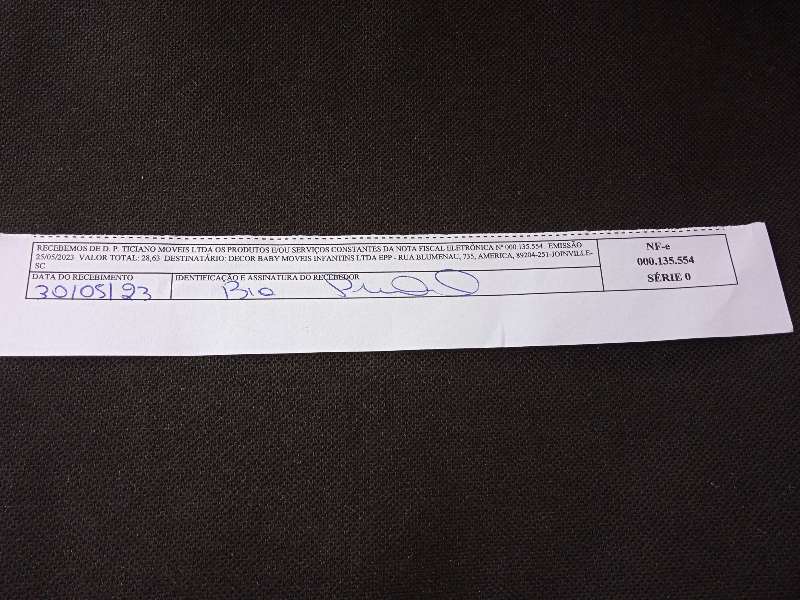 RECEBEMOS DE D. P. TICIANO MOVEIS LTDA OS PRODUTOS E/OU SERVIÇOS CONSTANTES DA NOTA FISCAL ELETRÔNICA Nº 000.135.554 EMISSÃO
25/05/2023 VALOR TOTAL: 28,63 DESTINATÁRIO: DECOR BABY MOVEIS INFANTINS LTDA EPP - RUA BLUMENAU, 735, AMERICA, 89204-251-JOINVILLE-
SC
DATA DO RECEBIMENTO
30/05/23
IDENTIFICAÇÃO E ASSINATURA DO RECEBEDOR
Bia
NF-e
000.135.554
SÉRIE 0